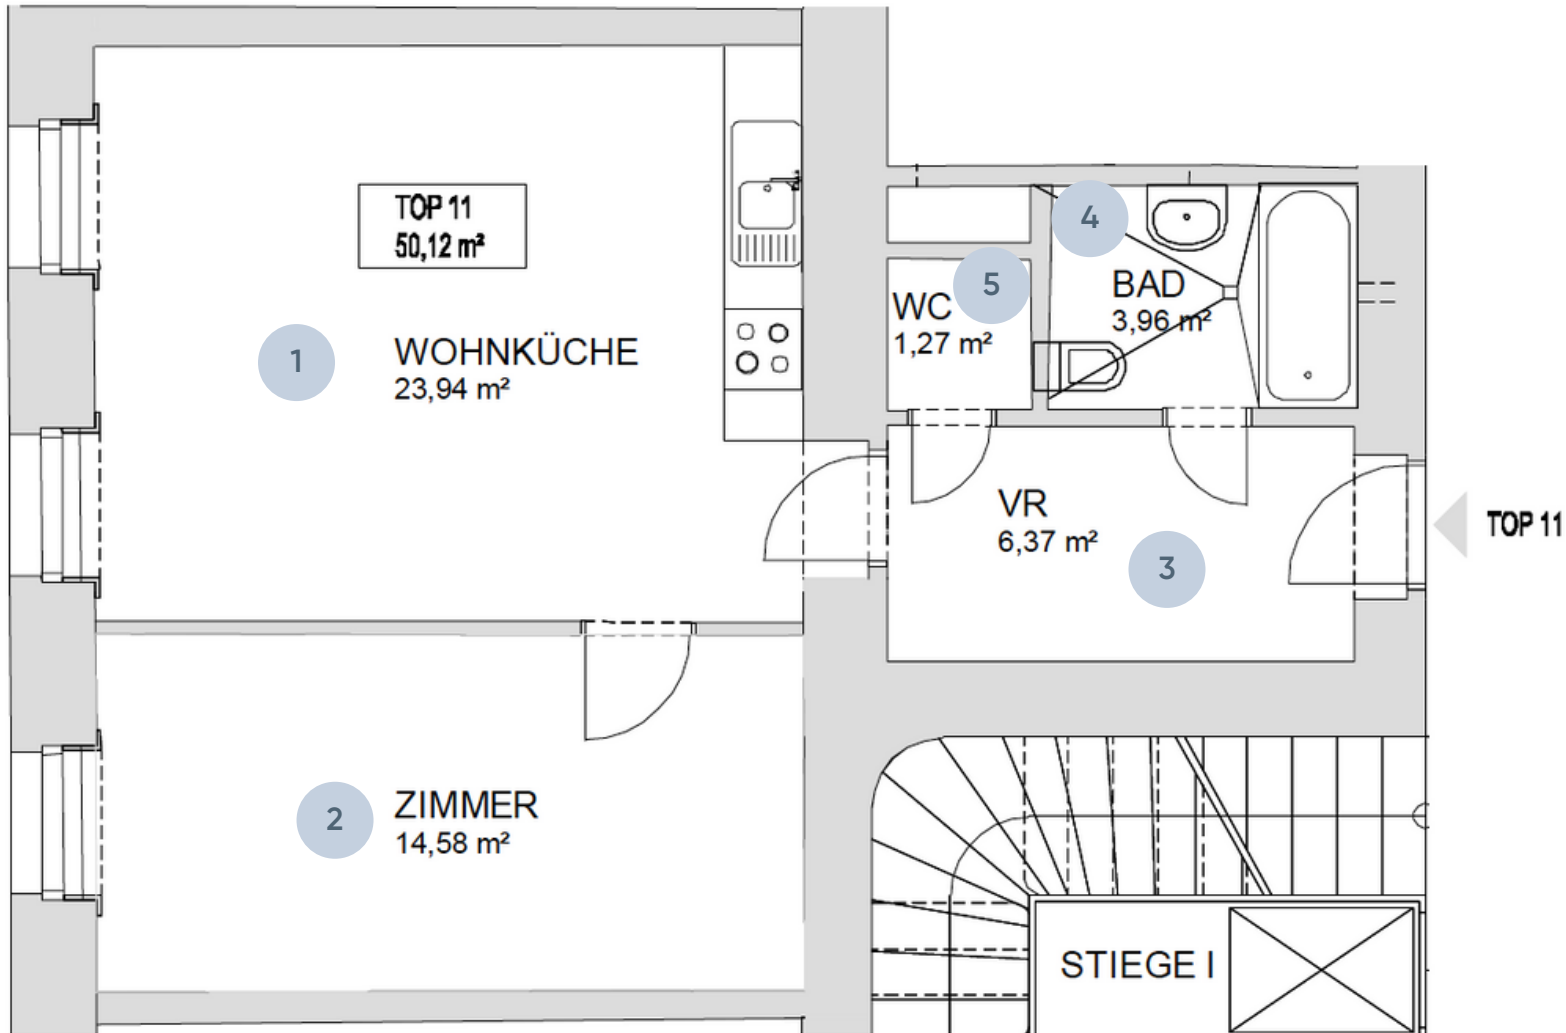 TOP 11
50,12 m²
1
WOHNKÜCHE
23,94 m²
4
5
WC
1,27 m²
BAD
3,96 m²
VR
6,37 m²
3
TOP 11
2
ZIMMER
14,58 m²
STIEGE I